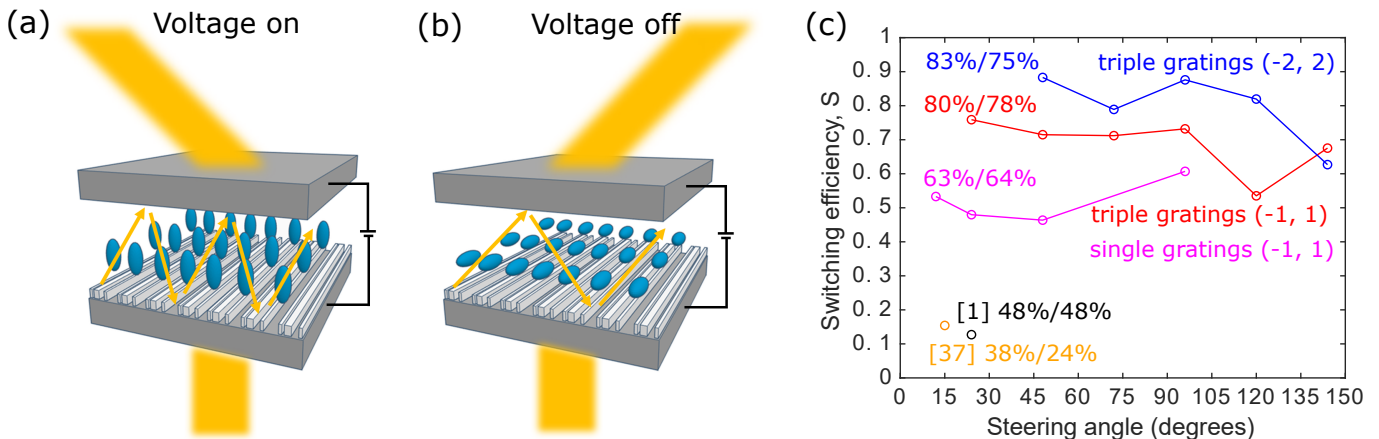 (a)
Voltage on
(b)
Voltage off
(c)
Switching efficiency, S
1
0. 9
0. 8
0. 7
0. 6
0. 5
0. 4
0. 3
0. 2
0. 1
0
83%/75%
triple gratings (-2, 2)
80%/78%
63%/64%
triple gratings (-1, 1)
single gratings (-1, 1)
[1] 48%/48%
[37] 38%/24%
0 15 30 45 60 75 90 105 120 135 150
Steering angle (degrees)